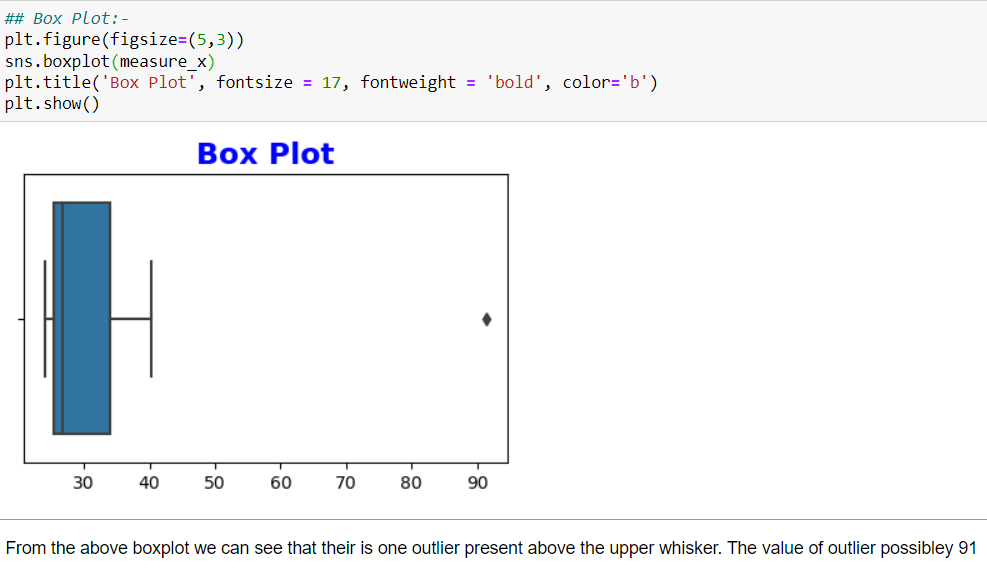 ## Box Plot:-
plt.figure(figsize=(5,3))
sns.boxplot(measure_x)
plt.title('Box Plot', fontsize = 17, fontweight = 'bold', color='b')
plt.show()
Box Plot
30 40 50 60 70 80 90
From the above boxplot we can see that their is one outlier present above the upper whisker. The value of outlier possibley 91